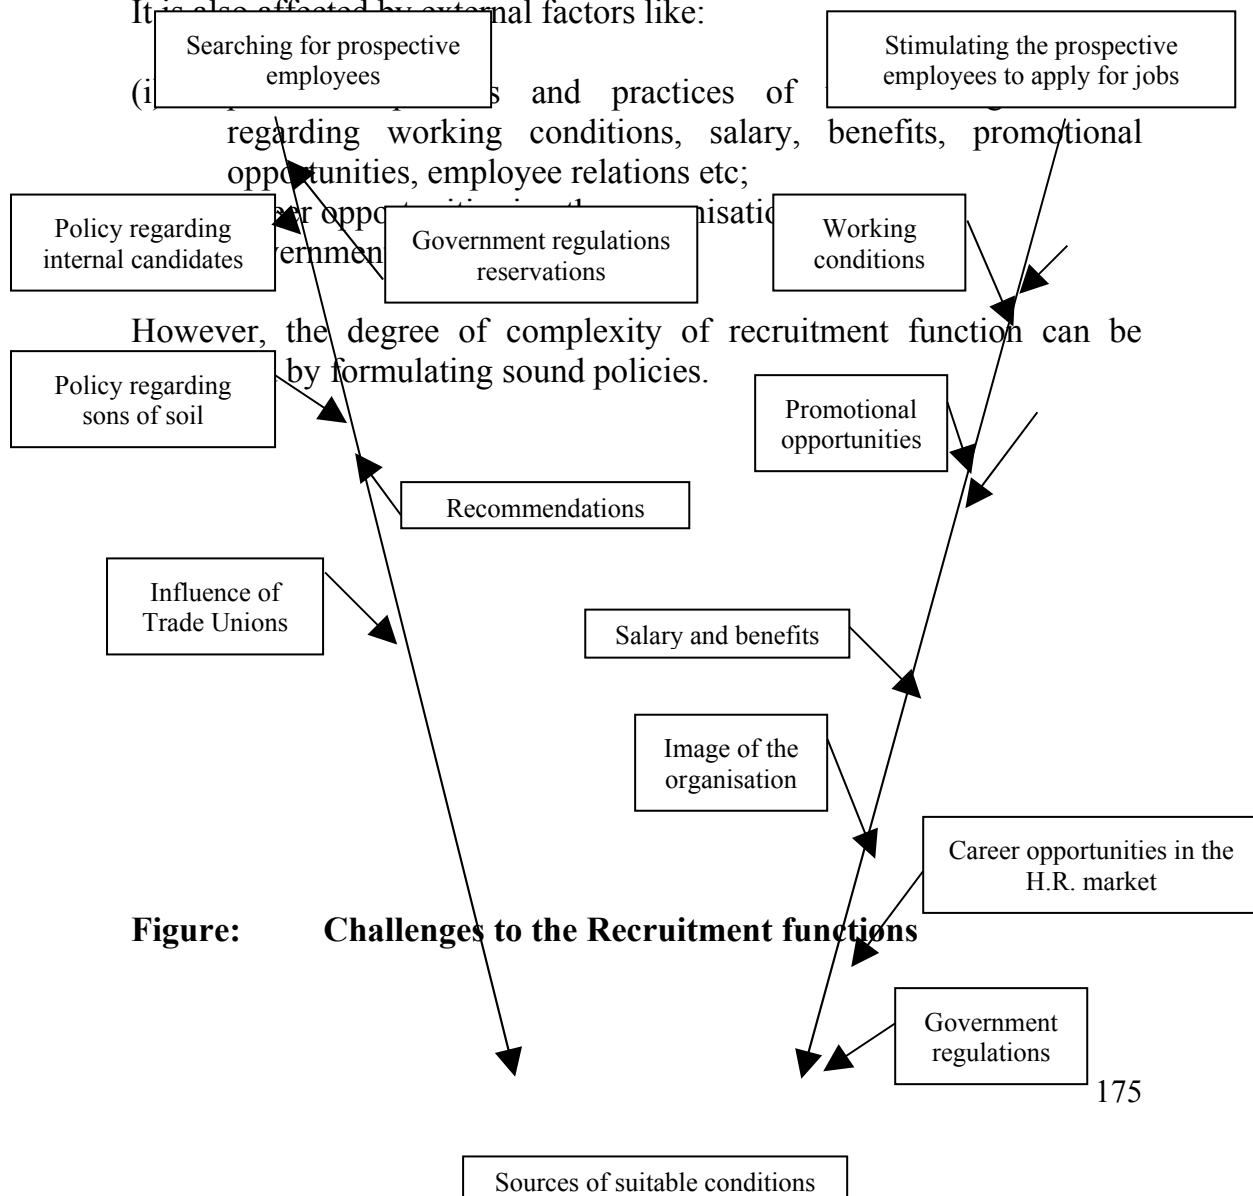 It is also affected by external factors like:
Searching for prospective
employees
Stimulating the prospective
employees to apply for jobs
(i and practices of
regarding working conditions, salary, benefits, promotional
opportunities, employee relations etc;
Policy regarding
internal candidates
Government regulations
reservations
Working
conditions
However, the degree of complexity of recruitment function can be
by formulating sound policies.
Policy regarding
sons of soil
Promotional
opportunities
Recommendations
Influence of
Trade Unions
Salary and benefits
Image of the
organisation
Career opportunities in the
H.R. market
Figure: Challenges to the Recruitment functions
Government
regulations
175
Sources of suitable conditions